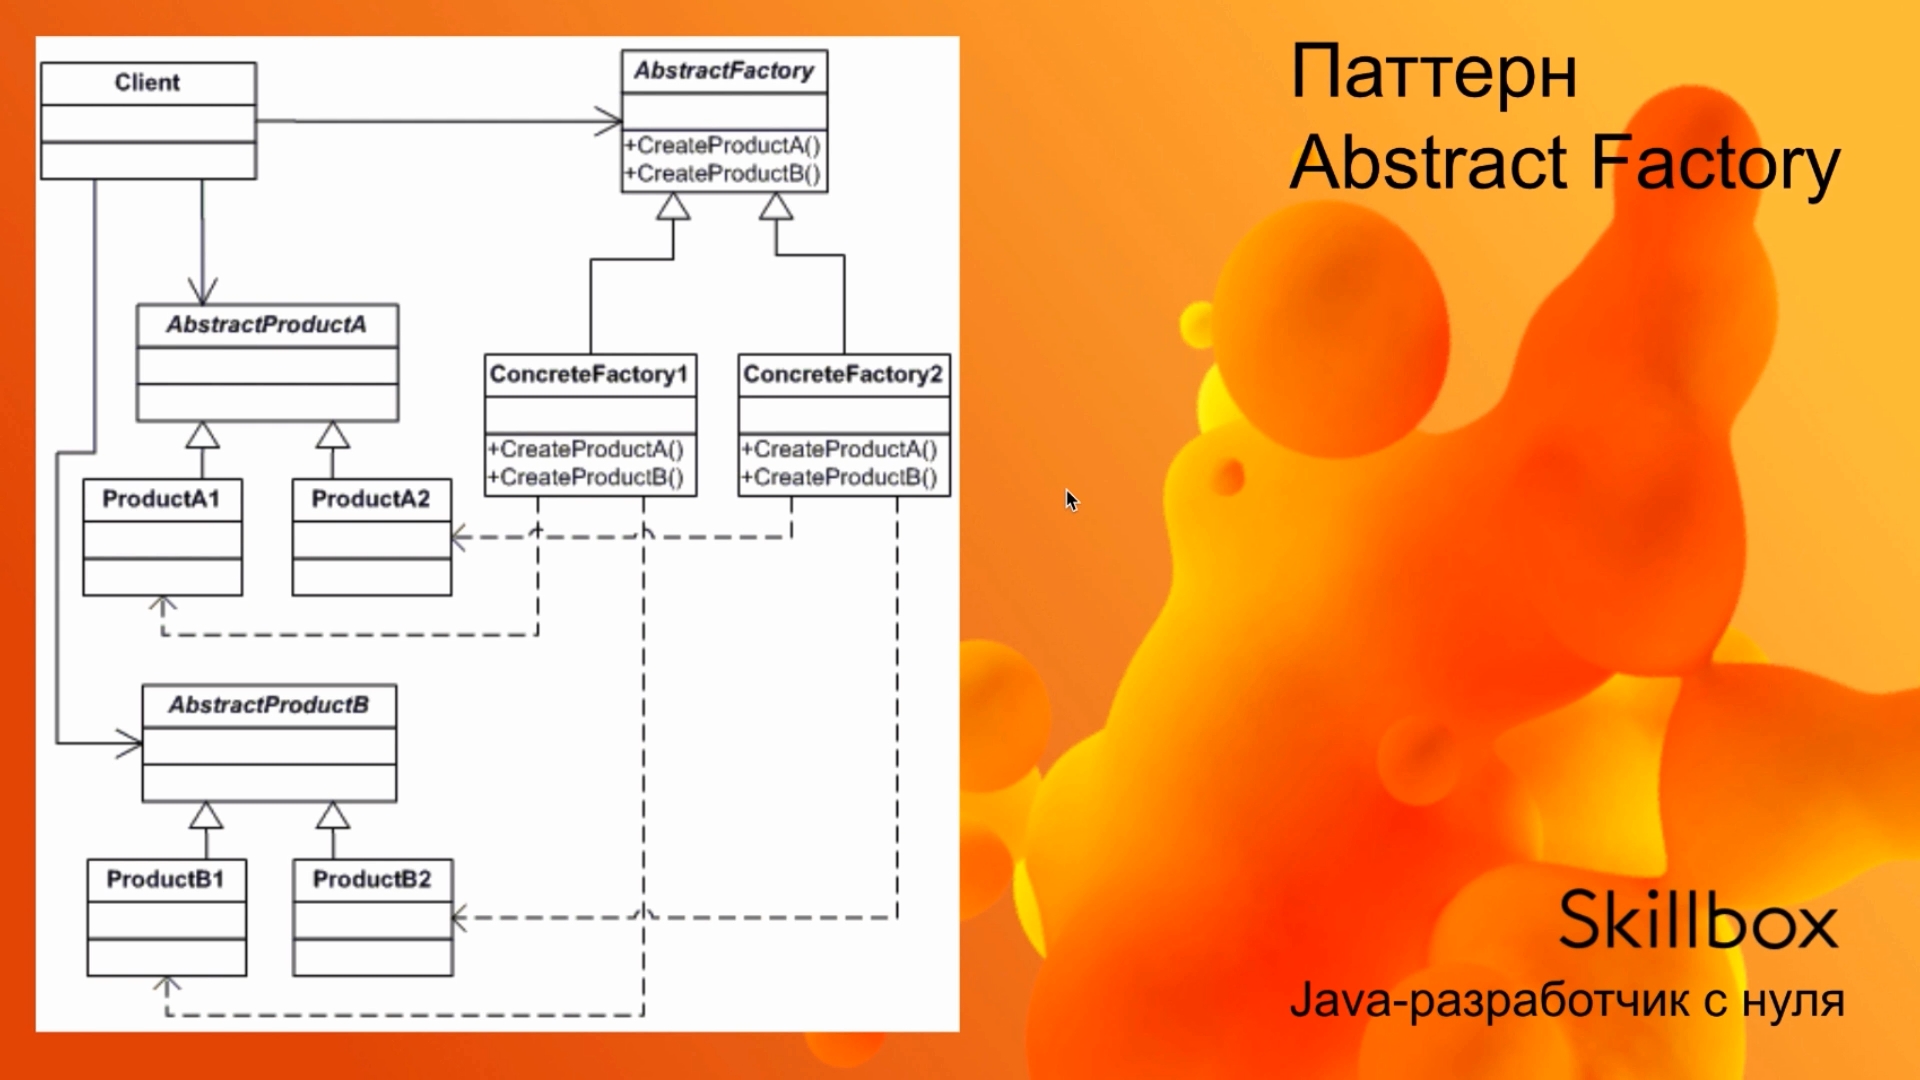 Паттерн
Abstract Factory
Client
AbstractFactory
+CreateProductA()
+CreateProductB()
AbstractProductA
ConcreteFactory1
+CreateProductA()
+CreateProductB()
ConcreteFactory2
+CreateProductA()
+CreateProductB()
ProductA1
ProductA2
AbstractProductB
ProductB1
ProductB2
Skillbox
Java-разработчик с нуля